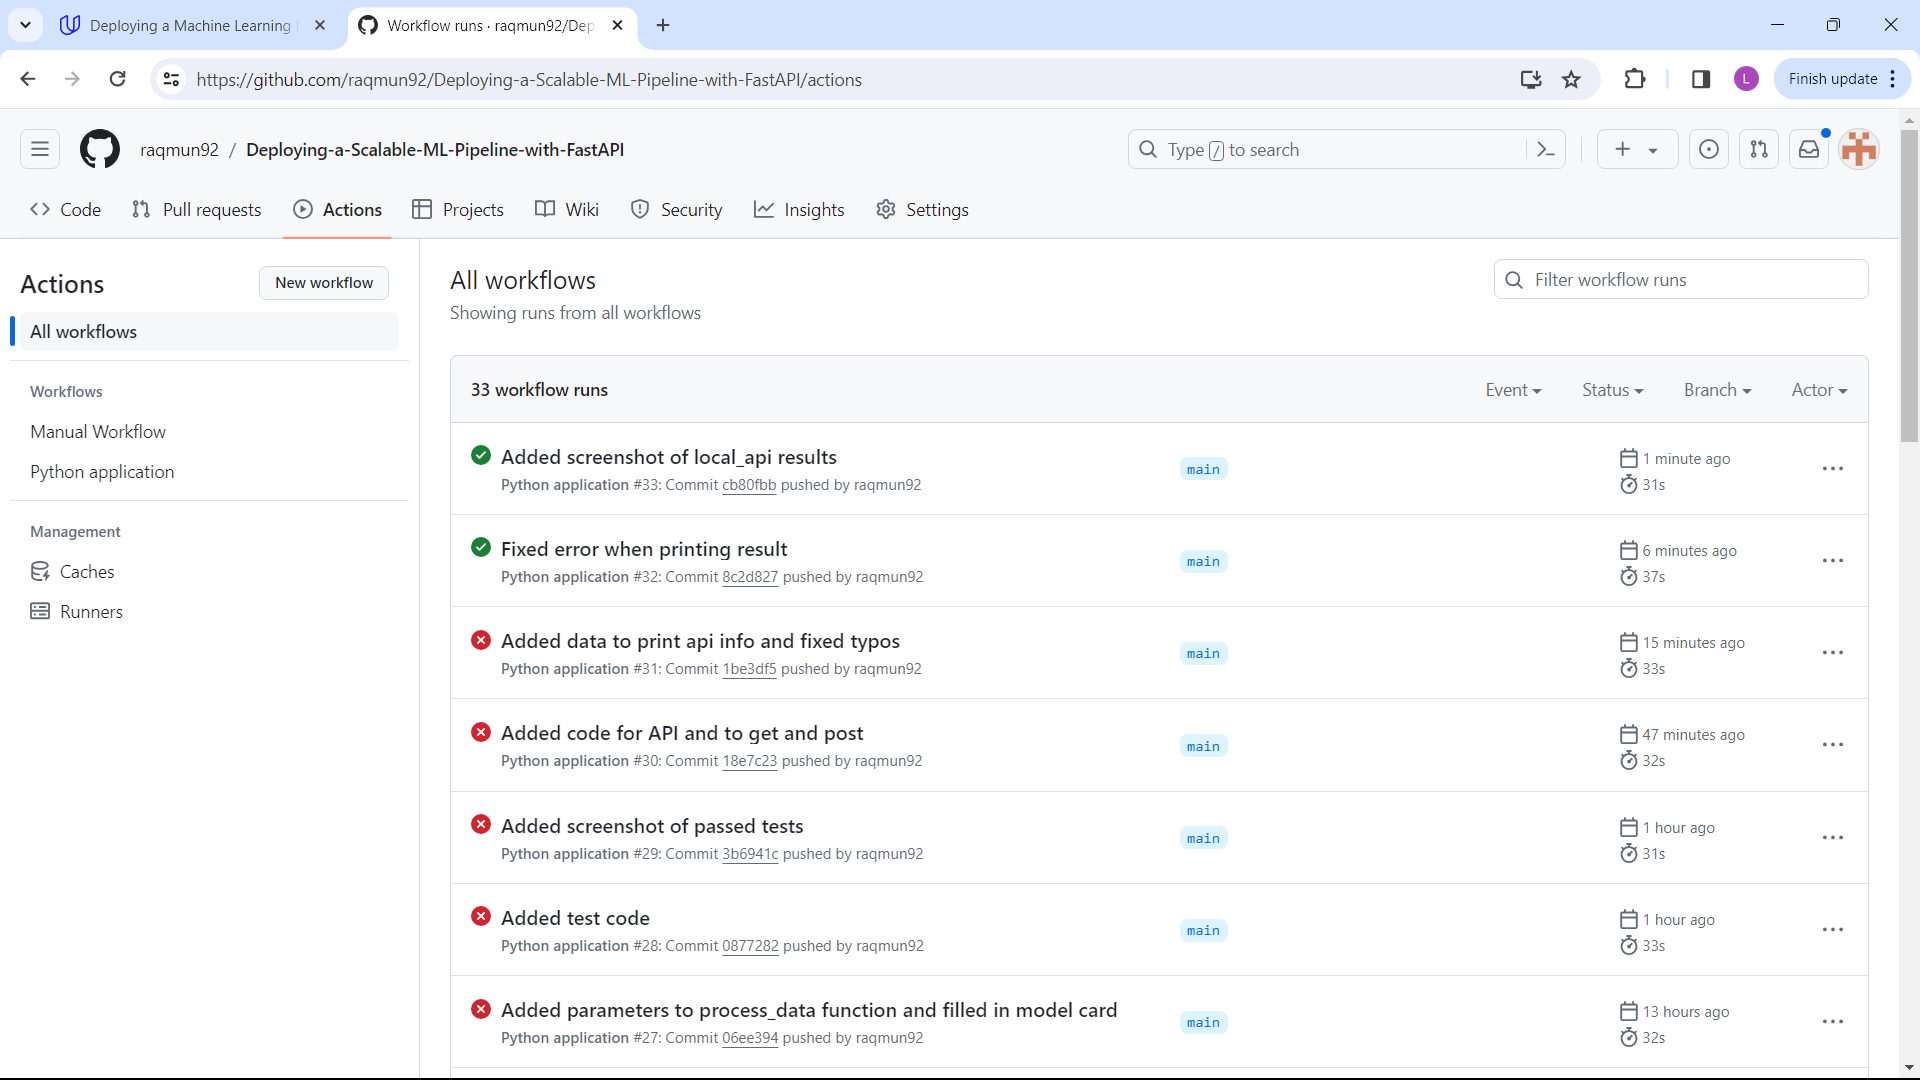 Deploying a Machine Learning
Workflow runs · raqmun92/Dep
https://github.com/raqmun92/Deploying-a-Scalable-ML-Pipeline-with-FastAPI/actions
L
Finish update
raqmun92 / Deploying-a-Scalable-ML-Pipeline-with-FastAPI
Type / to search
Code
Pull requests
Actions
Projects
Wiki
Security
Insights
Settings
Actions
New workflow
All workflows
Workflows
Manual Workflow
Python application
Management
Caches
Runners
All workflows
Showing runs from all workflows
Filter workflow runs
33 workflow runs
Event
Status
Branch
Actor
Added screenshot of local_api results
Python application #33: Commit cb80fbb pushed by raqmun92
main
1 minute ago
31s
Fixed error when printing result
Python application #32: Commit 8c2d827 pushed by raqmun92
main
6 minutes ago
37s
Added data to print api info and fixed typos
Python application #31: Commit 1be3df5 pushed by raqmun92
main
15 minutes ago
33s
Added code for API and to get and post
Python application #30: Commit 18e7c23 pushed by raqmun92
main
47 minutes ago
32s
Added screenshot of passed tests
Python application #29: Commit 3b6941c pushed by raqmun92
main
1 hour ago
31s
Added test code
Python application #28: Commit 0877282 pushed by raqmun92
main
1 hour ago
33s
Added parameters to process_data function and filled in model card
Python application #27: Commit 06ee394 pushed by raqmun92
main
13 hours ago
32s